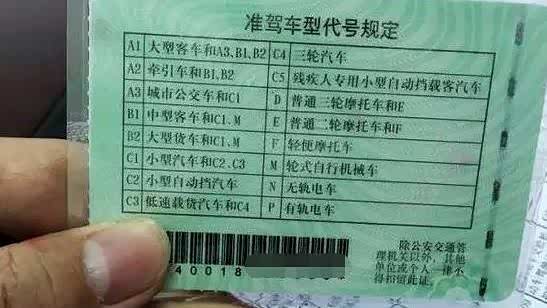 准驾车型代号规定
A1 大型客车和A3、B1、B2 C4 三轮汽车
A2 牵引车和B1、B2 C5 残疾人专用小型自动挡载客汽车
A3 城市公交车和C1 D 普通三轮摩托车和E
B1 中型客车和C1、M E 普通二轮摩托车和F
B2 大型货车和C1、M F 轻便摩托车
C1 小型汽车和C2、C3 M 轮式自行机械车
C2 小型自动挡汽车 N 无轨电车
C3 低速载货汽车和C4 P 有轨电车
除公安交通管
理机关以外，其他
单位或个人一律不
得扣留此证。
40018